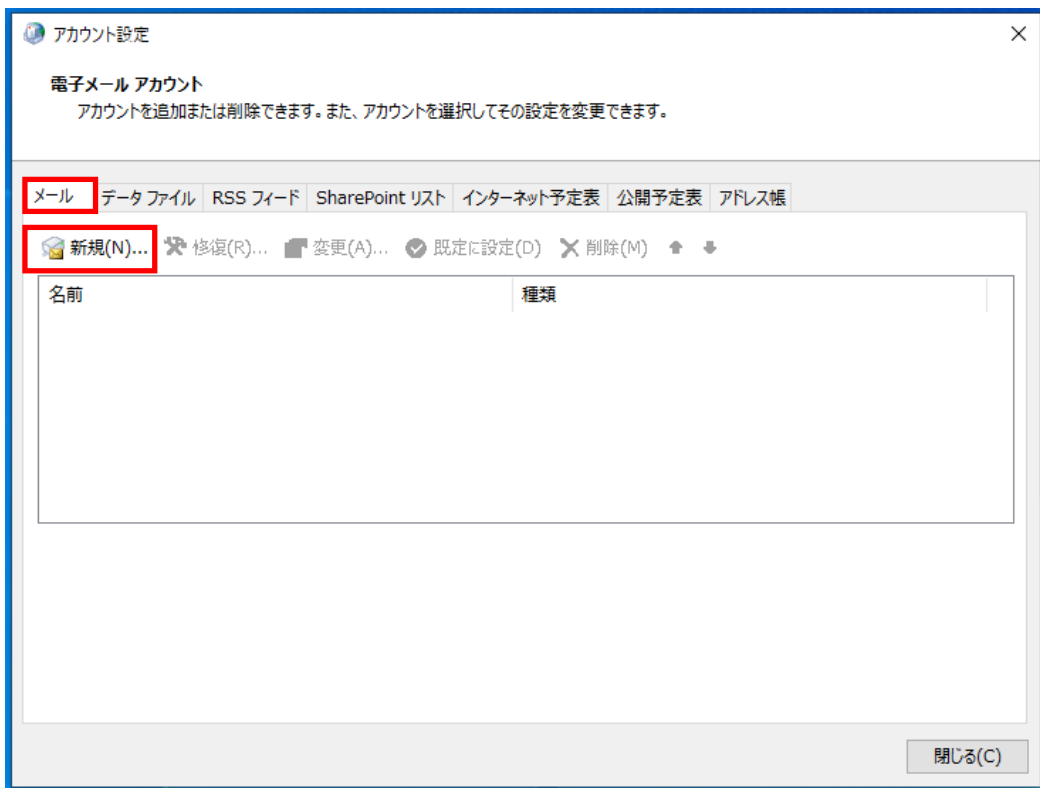 アカウント設定
電子メール アカウント
アカウントを追加または削除できます。また、アカウントを選択してその設定を変更できます。
メール データ ファイル RSS フィード SharePoint リスト インターネット予定表 公開予定表 アドレス帳
新規(N)... 修復(R)... 変更(A)... 既定に設定(D) 削除(M)
名前 種類
閉じる(C)